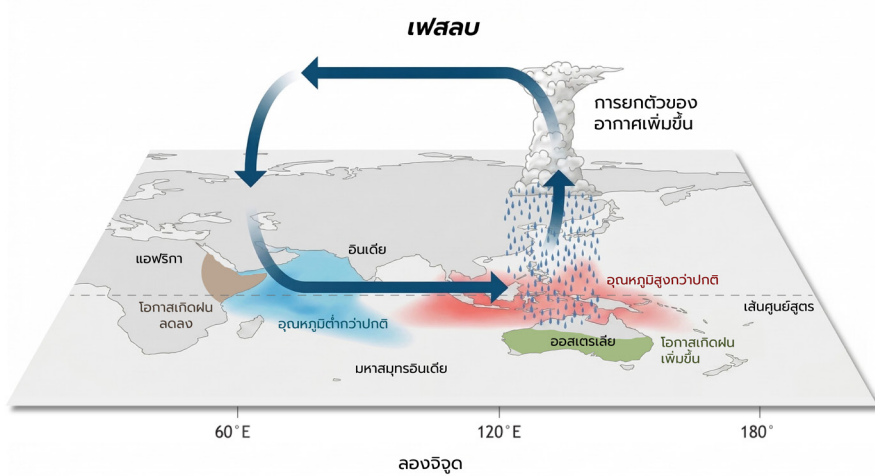 เฟสลบ
การยกตัวของ
อากาศเพิ่มขึ้น
แอฟริกา
อินเดีย
อุณหภูมิสูงกว่าปกติ
โอกาสเกิดฝน
ลดลง
อุณหภูมิต่ำกว่าปกติ
เส้นศูนย์สูตร
ออสเตรเลีย
โอกาสเกิดฝน
เพิ่มขึ้น
มหาสมุทรอินเดีย
60°E
120°E
180°
ลองจิจูด